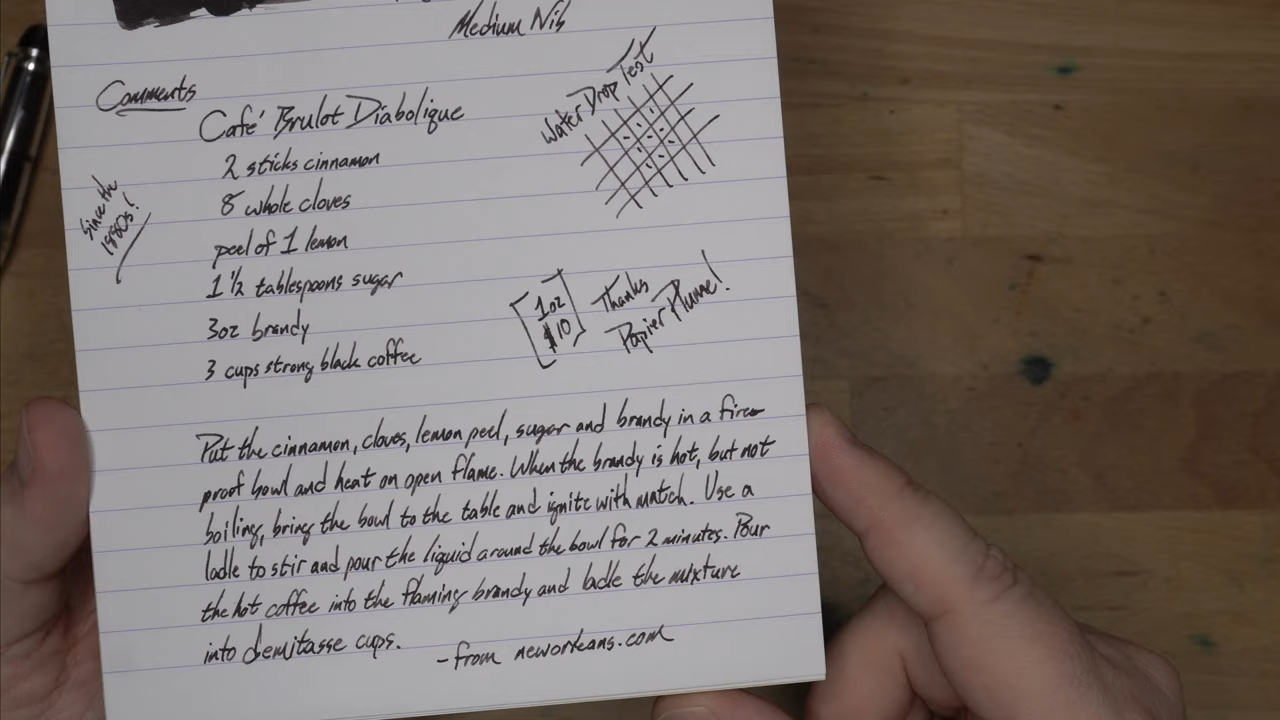 Medium Nib
Comments
Water Drop Test
Café Brulot Diabolique
2 sticks cinnamon
8 whole cloves
Since the
1880s!
peel of 1 lemon
1 ½ tablespoons sugar
3oz brandy
3 cups strong black coffee
1oz
$10
Thanks
Papier Plume!
Put the cinnamon, cloves, lemon peel, sugar and brandy in a fire
proof bowl and heat on open flame. When the brandy is hot, but not
boiling, bring the bowl to the table and ignite with match. Use a
ladle to stir and pour the liquid around the bowl for 2 minutes. Pour
the hot coffee into the flaming brandy and ladle the mixture
into demitasse cups.
- from neworleans.com